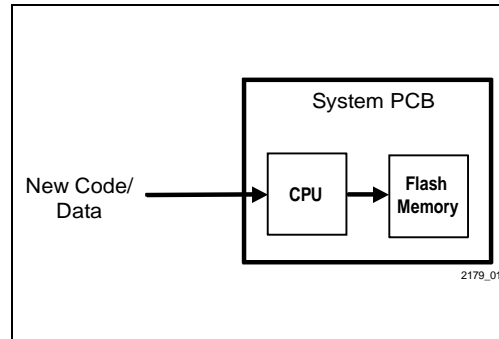 System PCB
New Code/
Data
CPU
Flash
Memory
2179_01